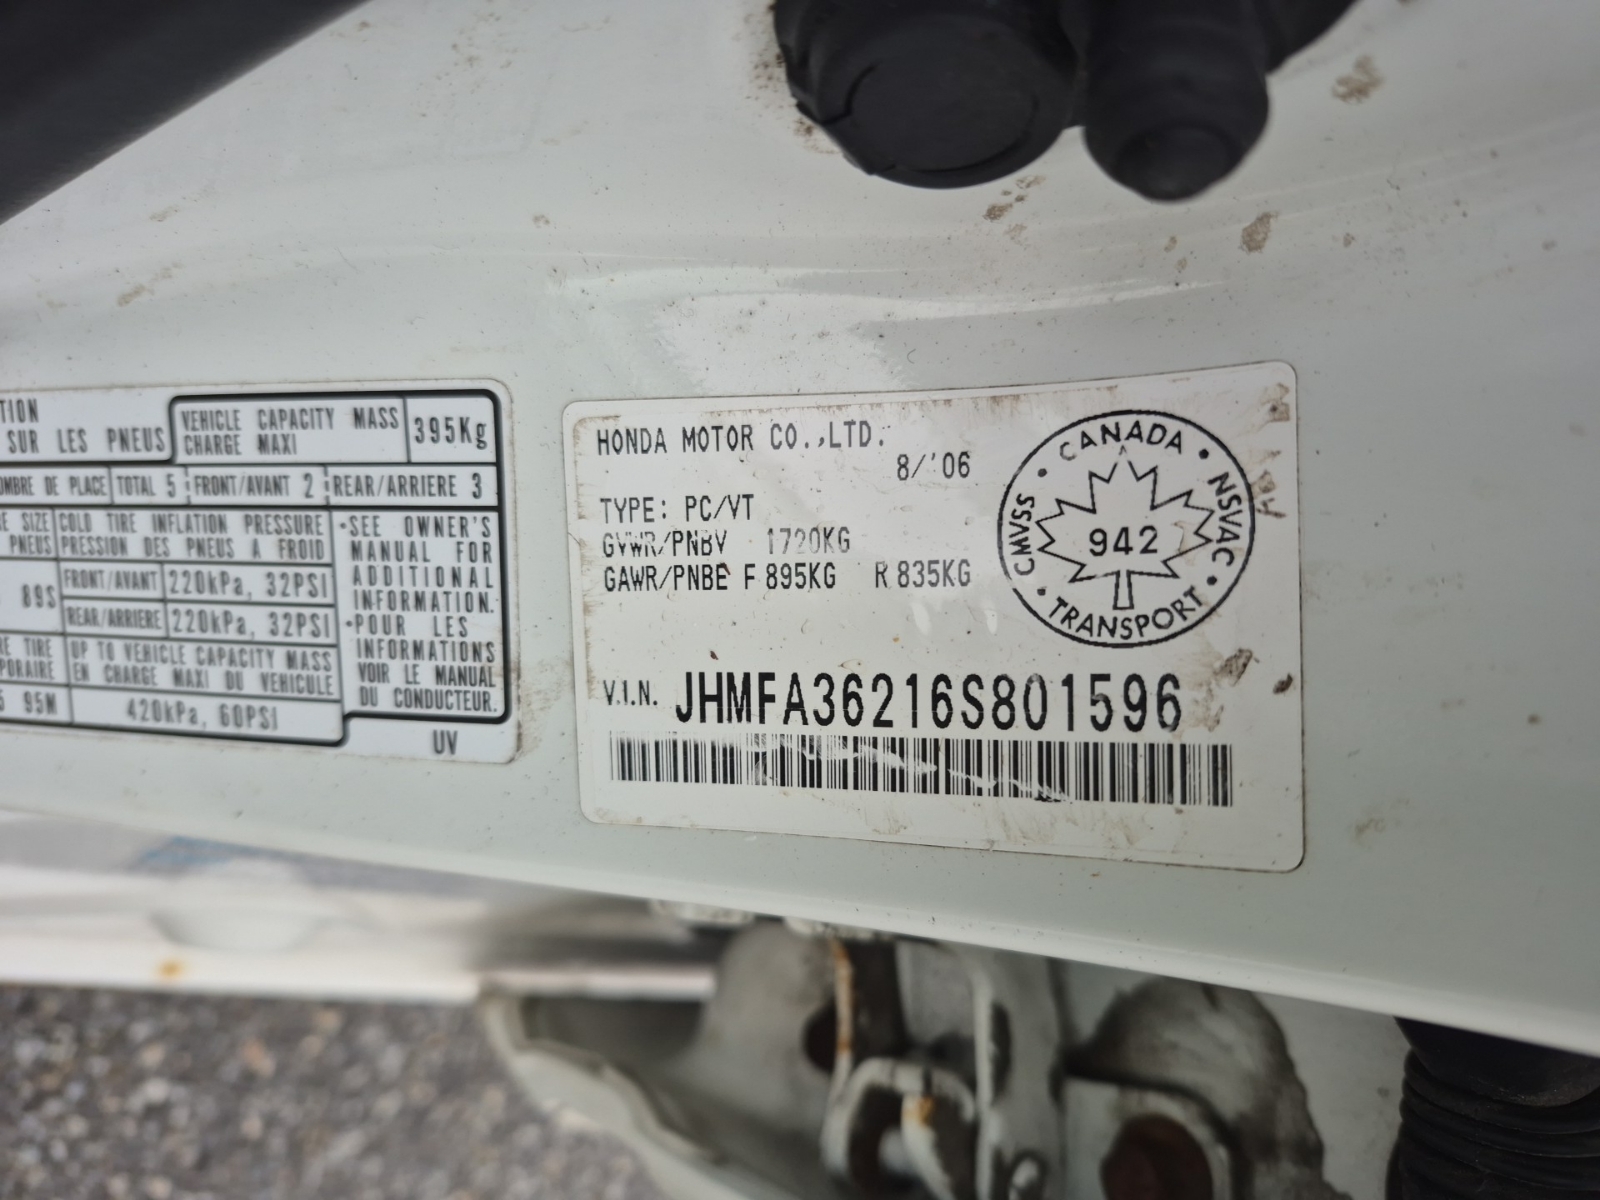 TION
SUR LES PNEUS
VEHICLE CAPACITY MASS
CHARGE MAXI
395Kg
OMBRE DE PLACE TOTAL 5 FRONT/AVANT 2 REAR/ARRIERE 3
E SIZE COLD TIRE INFLATION PRESSURE
PNEUS PRESSION DES PNEUS A FROID
89S FRONT/AVANT 220kPa, 32PSI
REAR/ARRIERE 220kPa, 32PSI
RE TIRE UP TO VEHICLE CAPACITY MASS
PORAIRE EN CHARGE MAXI DU VEHICULE
5 95M 420kPa, 60PSI
•SEE OWNER'S
MANUAL FOR
ADDITIONAL
INFORMATION.
•POUR LES
INFORMATIONS
VOIR LE MANUAL
DU CONDUCTEUR.
UV
HONDA MOTOR CO.,LTD.
8/'06
TYPE: PC/VT
GVWR/PNBV 1720KG
GAWR/PNBE F 895KG R 835KG
CANADA
CMVSS • NSVAC
942
TRANSPORT
V.I.N. JHMFA36216S801596